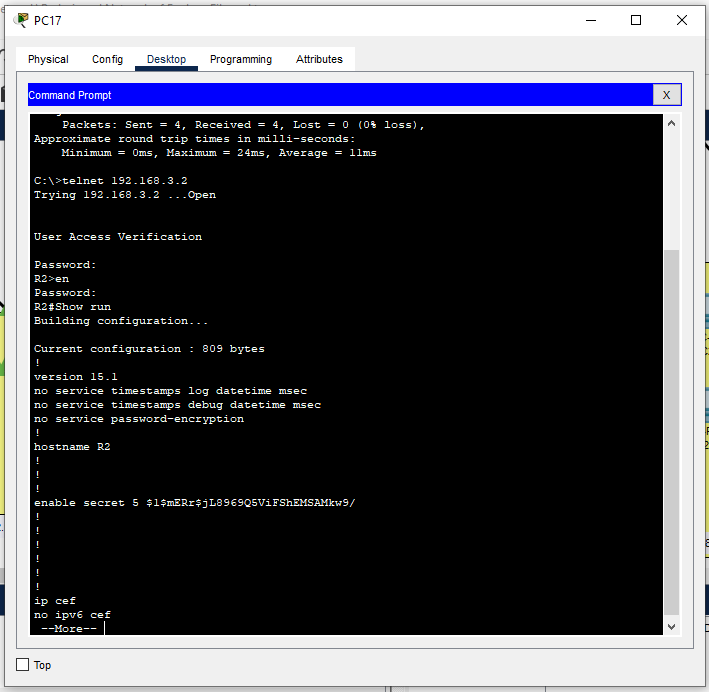 PC17
Physical Config Desktop Programming Attributes
Command Prompt
X
Packets: Sent = 4, Received = 4, Lost = 0 (0% loss),
Approximate round trip times in milli-seconds:
Minimum = 0ms, Maximum = 24ms, Average = 11ms
C:\>telnet 192.168.3.2
Trying 192.168.3.2 ...Open
User Access Verification
Password:
R2>en
Password:
R2#Show run
Building configuration...
Current configuration : 809 bytes
!
version 15.1
no service timestamps log datetime msec
no service timestamps debug datetime msec
no service password-encryption
!
hostname R2
!
!
!
enable secret 5 $1$mERr$jL8969Q5ViFShEMSAMkw9/
!
!
!
!
!
!
ip cef
no ipv6 cef
--More--
Top